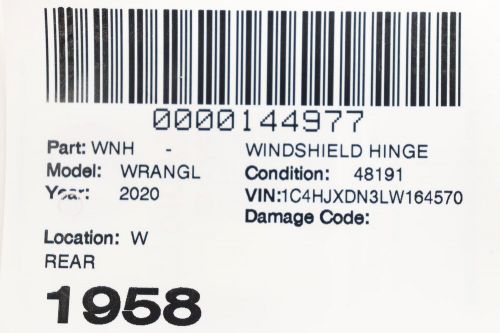 0000144977
Part: WNH - WINDSHIELD HINGE
Model: WRANGL Condition: 48191
Year: 2020 VIN:1C4HJXDN3LW164570
Damage Code:
Location: W
REAR
1958